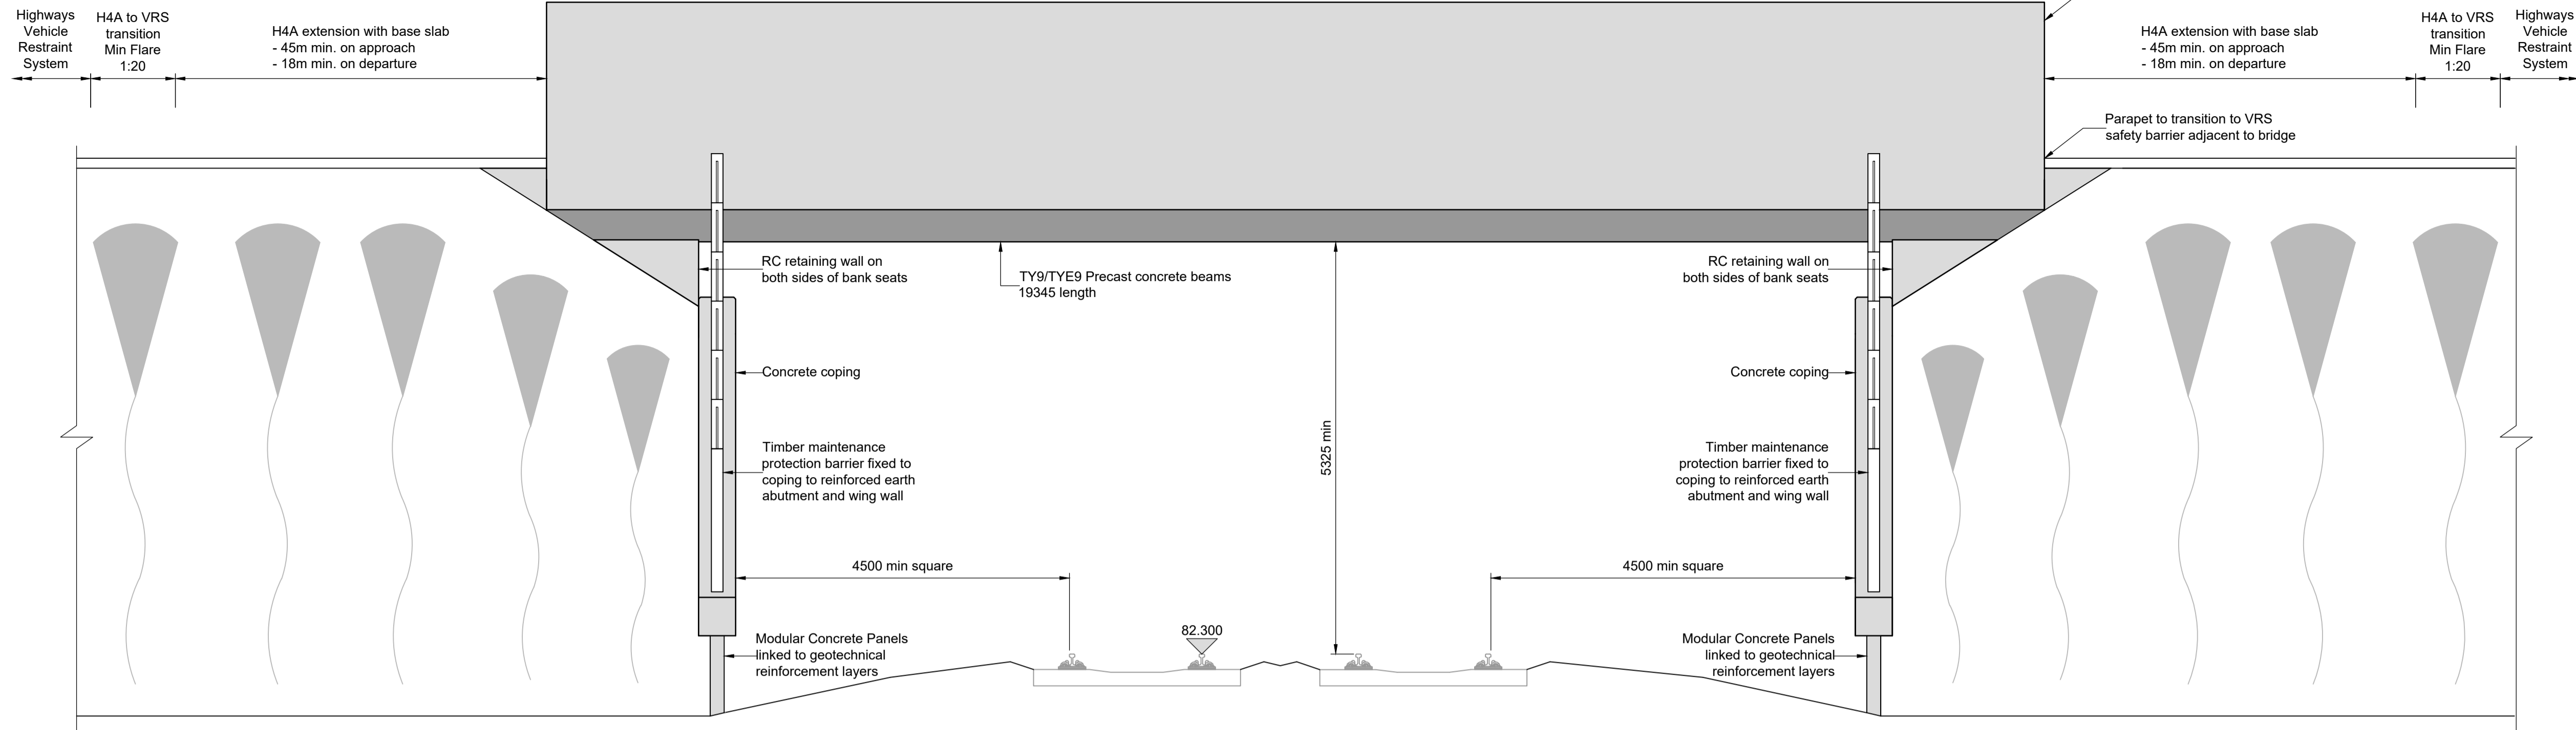 Highways
Vehicle
Restraint
System
H4A to VRS
transition
Min Flare
1:20
H4A extension with base slab
- 45m min. on approach
- 18m min. on departure
H4A extension with base slab
- 45m min. on approach
- 18m min. on departure
H4A to VRS
transition
Min Flare
1:20
Highways
Vehicle
Restraint
System
Parapet to transition to VRS
safety barrier adjacent to bridge
RC retaining wall on
both sides of bank seats
TY9/TYE9 Precast concrete beams
19345 length
RC retaining wall on
both sides of bank seats
Concrete coping
Concrete coping
5325 min
Timber maintenance
protection barrier fixed to
coping to reinforced earth
abutment and wing wall
Timber maintenance
protection barrier fixed to
coping to reinforced earth
abutment and wing wall
4500 min square
4500 min square
82.300
Modular Concrete Panels
linked to geotechnical
reinforcement layers
Modular Concrete Panels
linked to geotechnical
reinforcement layers